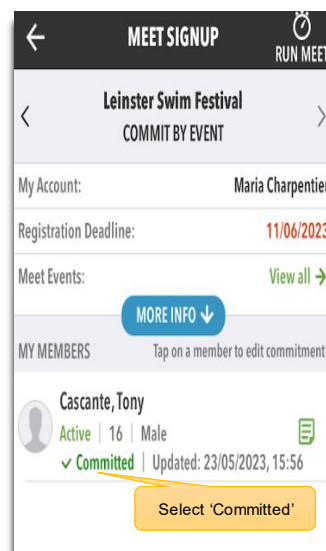 MEET SIGNUP
RUN MEET
Leinster Swim Festival
COMMIT BY EVENT
My Account: Maria Charpentier
Registration Deadline: 11/06/2023
Meet Events: View all
MORE INFO
MY MEMBERS Tap on a member to edit commitment
Cascante, Tony
Active | 16 | Male
Committed | Updated: 23/05/2023, 15:56
Select ‘Committed’